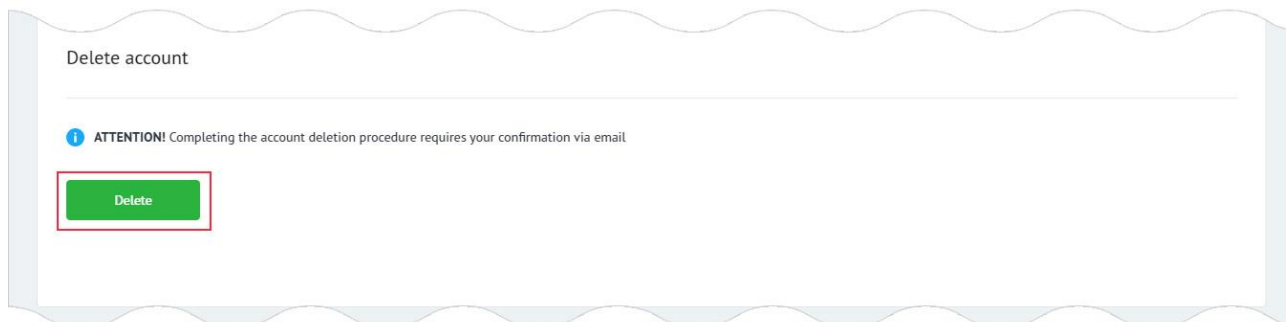 Delete account
ATTENTION! Completing the account deletion procedure requires your confirmation via email
Delete